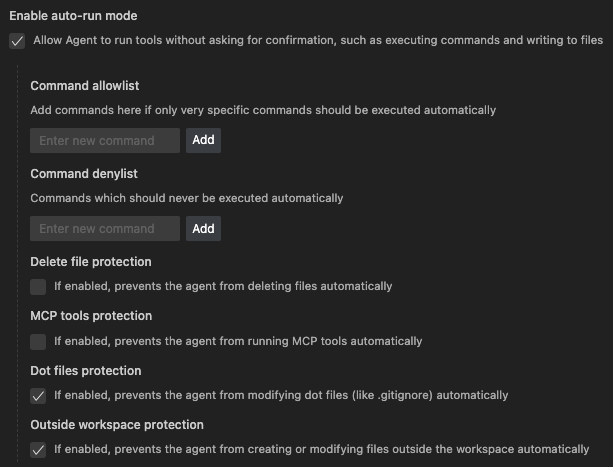 Enable auto-run mode
Allow Agent to run tools without asking for confirmation, such as executing commands and writing to files
Command allowlist
Add commands here if only very specific commands should be executed automatically
Enter new command Add
Command denylist
Commands which should never be executed automatically
Enter new command Add
Delete file protection
If enabled, prevents the agent from deleting files automatically
MCP tools protection
If enabled, prevents the agent from running MCP tools automatically
Dot files protection
If enabled, prevents the agent from modifying dot files (like .gitignore) automatically
Outside workspace protection
If enabled, prevents the agent from creating or modifying files outside the workspace automatically